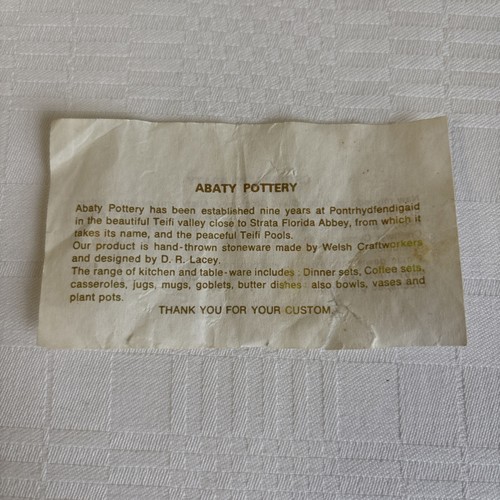 ABATY POTTERY
Abaty Pottery has been established nine years at Pontrhydfendigaid
in the beautiful Teifi valley close to Strata Florida Abbey, from which it
takes its name, and the peaceful Teifi Pools.
Our product is hand-thrown stoneware made by Welsh Craftworkers
and designed by D. R. Lacey.
The range of kitchen and table-ware includes : Dinner sets, Coffee sets,
casseroles, jugs, mugs, goblets, butter dishes : also bowls, vases and
plant pots.
THANK YOU FOR YOUR CUSTOM